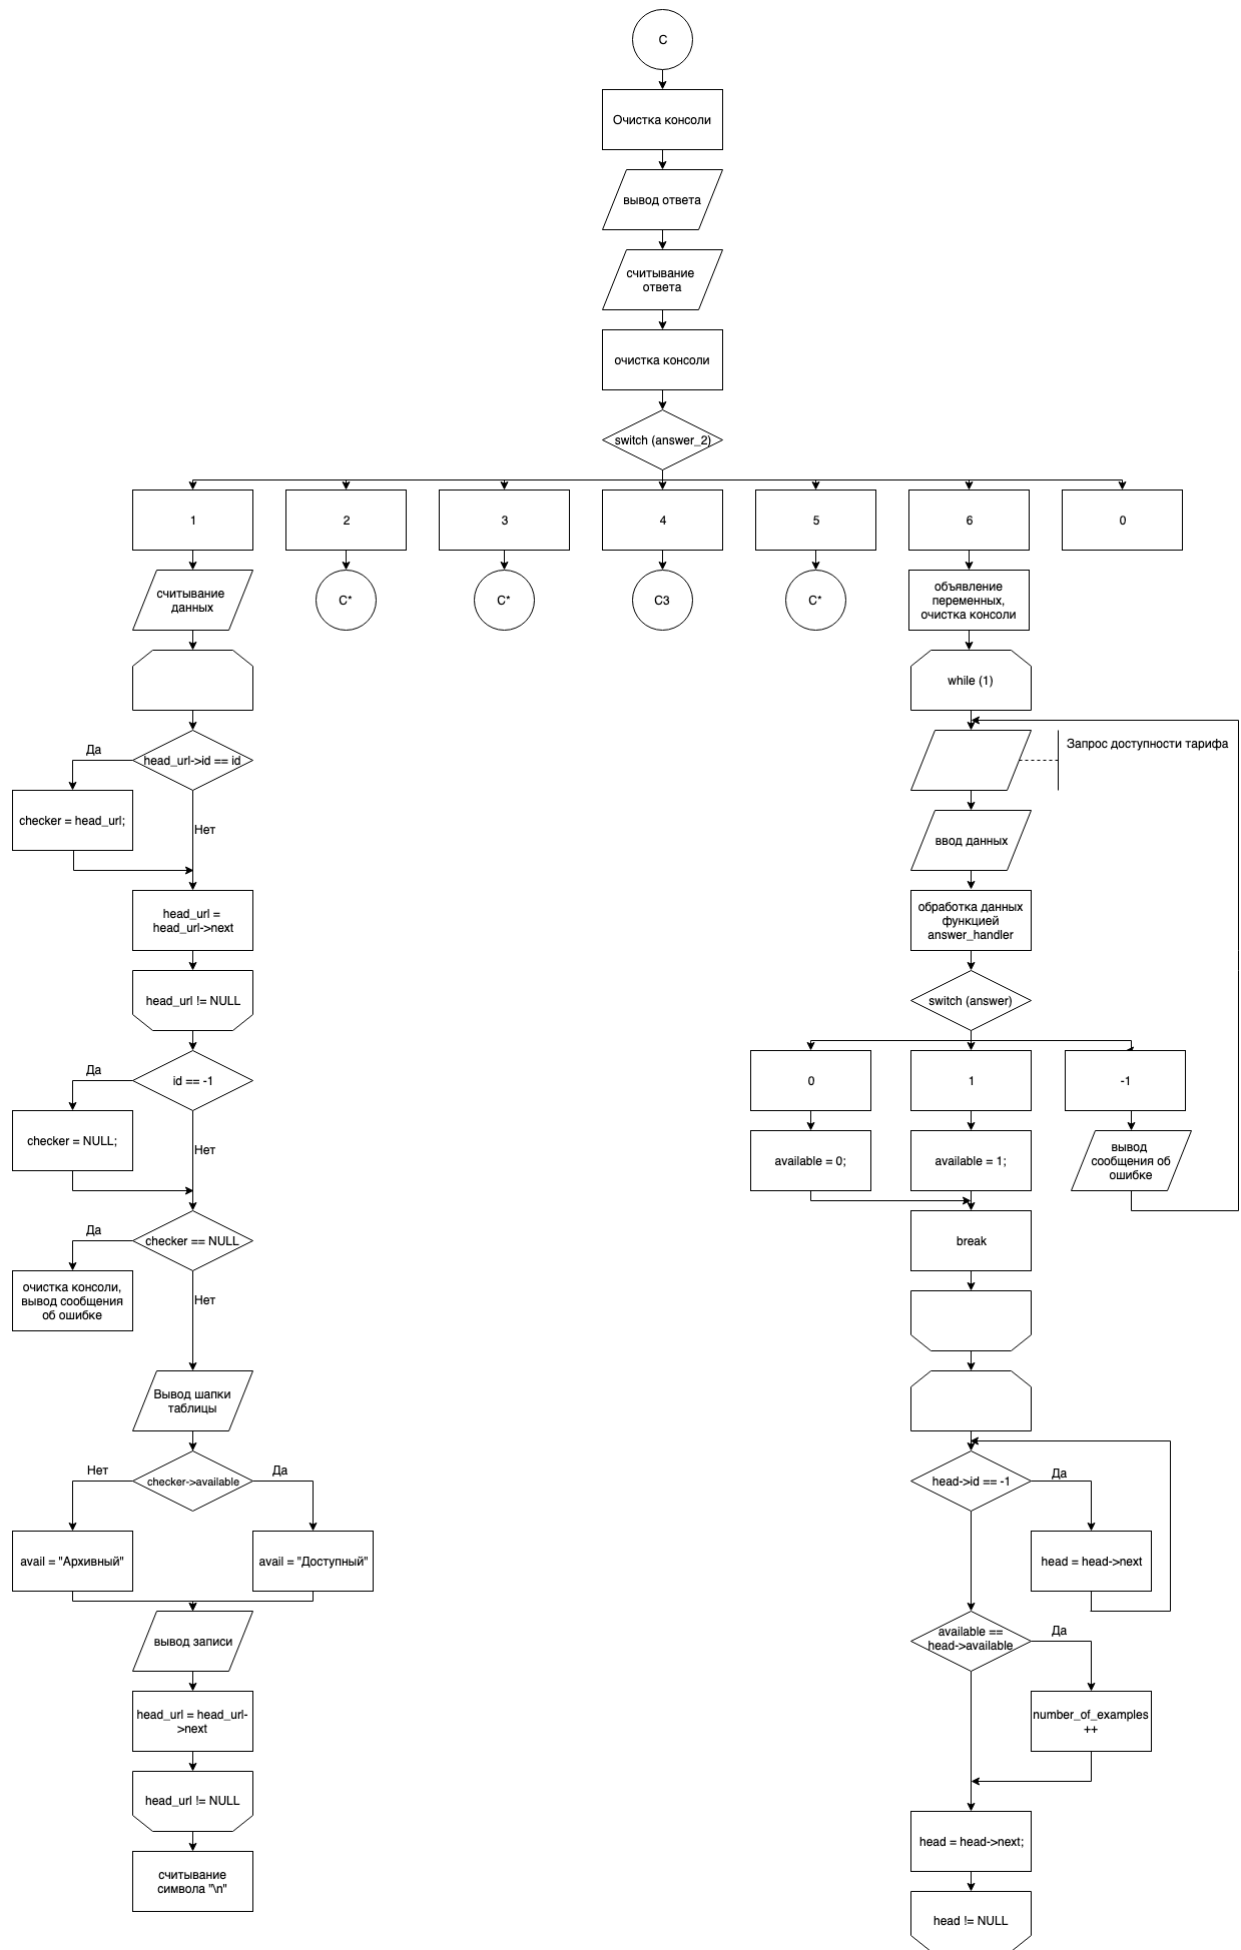 C
Очистка консоли
вывод ответа
считывание
ответа
очистка консоли
switch (answer_2)
1
2
3
4
5
6
0
считывание
данных
C*
C*
C3
C*
объявление
переменных,
очистка консоли
while (1)
Запрос доступности тарифа
ввод данных
обработка данных
функцией
answer_handler
switch (answer)
0
1
-1
available = 0;
available = 1;
вывод
сообщения об
ошибке
break
head->id == -1
Да
head = head->next
available ==
head->available
Да
number_of_examples
++
head = head->next;
head != NULL
head_url->id == id
Да
checker = head_url;
Нет
head_url =
head_url->next
head_url != NULL
id == -1
Да
checker = NULL;
Нет
checker == NULL
Да
очистка консоли,
вывод сообщения
об ошибке
Нет
Вывод шапки
таблицы
checker->available
Нет
Да
avail = "Архивный"
avail = "Доступный"
вывод записи
head_url = head_url-
>next
head_url != NULL
считывание
символа "\n"